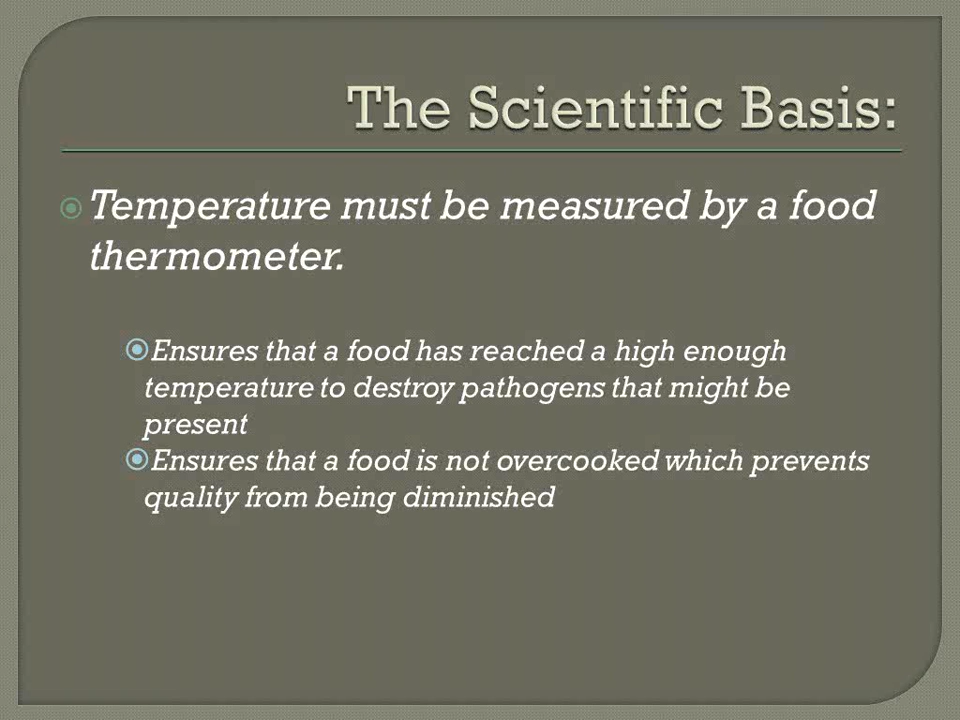 The Scientific Basis:
Temperature must be measured by a food
thermometer.
Ensures that a food has reached a high enough
temperature to destroy pathogens that might be
present
Ensures that a food is not overcooked which prevents
quality from being diminished